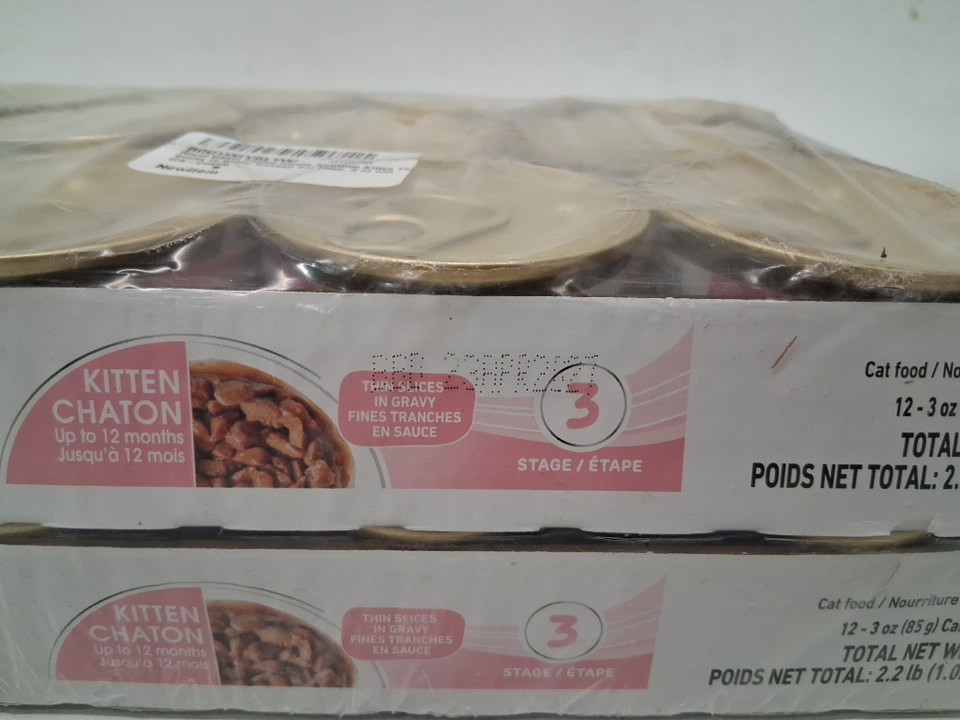 Newitem
KITTEN
CHATON
Up to 12 months
Jusqu'à 12 mois
THIN SLICES
IN GRAVY
FINES TRANCHES
EN SAUCE
3
STAGE / ÉTAPE
Cat food / No
12 - 3 oz
TOTAL
POIDS NET TOTAL: 2.
KITTEN
CHATON
Up to 12 months
Jusqu'à 12 mois
THIN SLICES
IN GRAVY
FINES TRANCHES
EN SAUCE
3
STAGE / ÉTAPE
Cat food / Nourriture
12 - 3 oz (85 g) Ca
TOTAL NET W
POIDS NET TOTAL: 2.2 lb (1.0